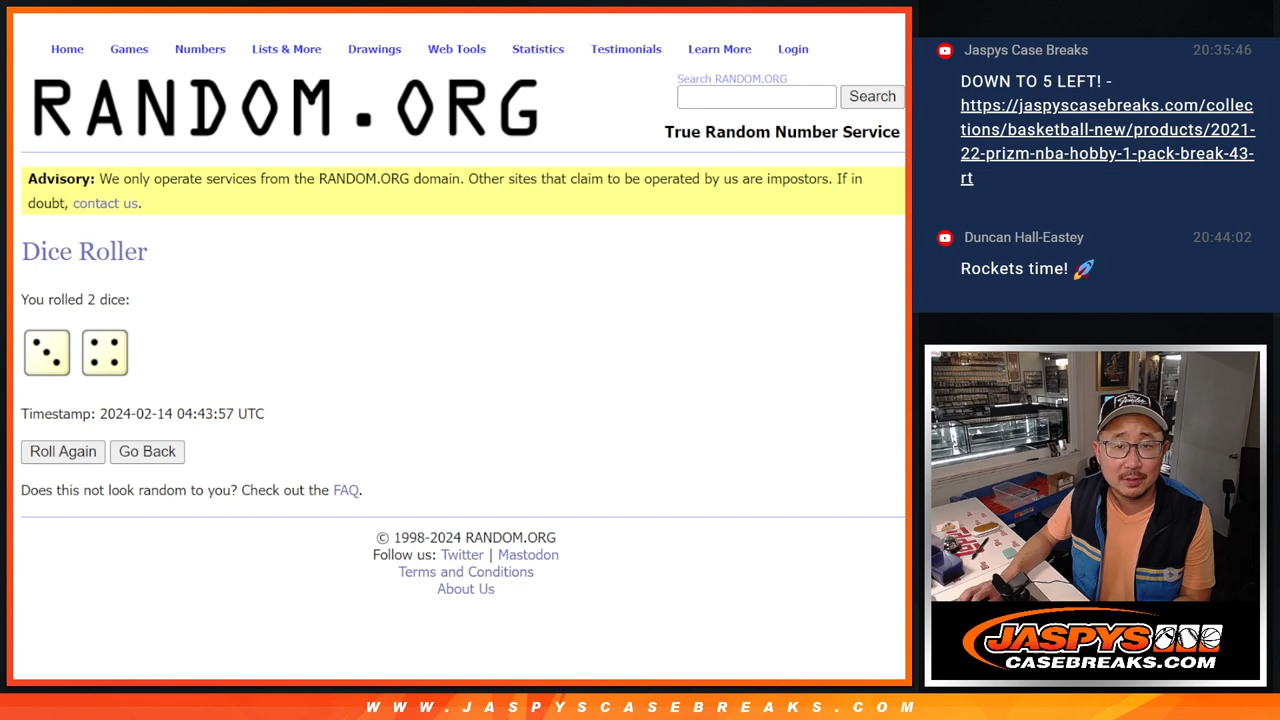 Home Games Numbers Lists & More Drawings Web Tools Statistics Testimonials Learn More Login
RANDOM.ORG
Search RANDOM.ORG
Search
True Random Number Service
Advisory: We only operate services from the RANDOM.ORG domain. Other sites that claim to be operated by us are impostors. If in
doubt, contact us.
Dice Roller
You rolled 2 dice:
Timestamp: 2024-02-14 04:43:57 UTC
Roll Again Go Back
Does this not look random to you? Check out the FAQ.
© 1998-2024 RANDOM.ORG
Follow us: Twitter | Mastodon
Terms and Conditions
About Us
Jaspys Case Breaks 20:35:46
DOWN TO 5 LEFT! -
https://jaspyscasebreaks.com/collec
tions/basketball-new/products/2021-
22-prizm-nba-hobby-1-pack-break-43-
rt
Duncan Hall-Eastey 20:44:02
Rockets time! 🚀
JASPYS
CASEBREAKS.COM
WWW.JASPYSCASEBREAKS.COM